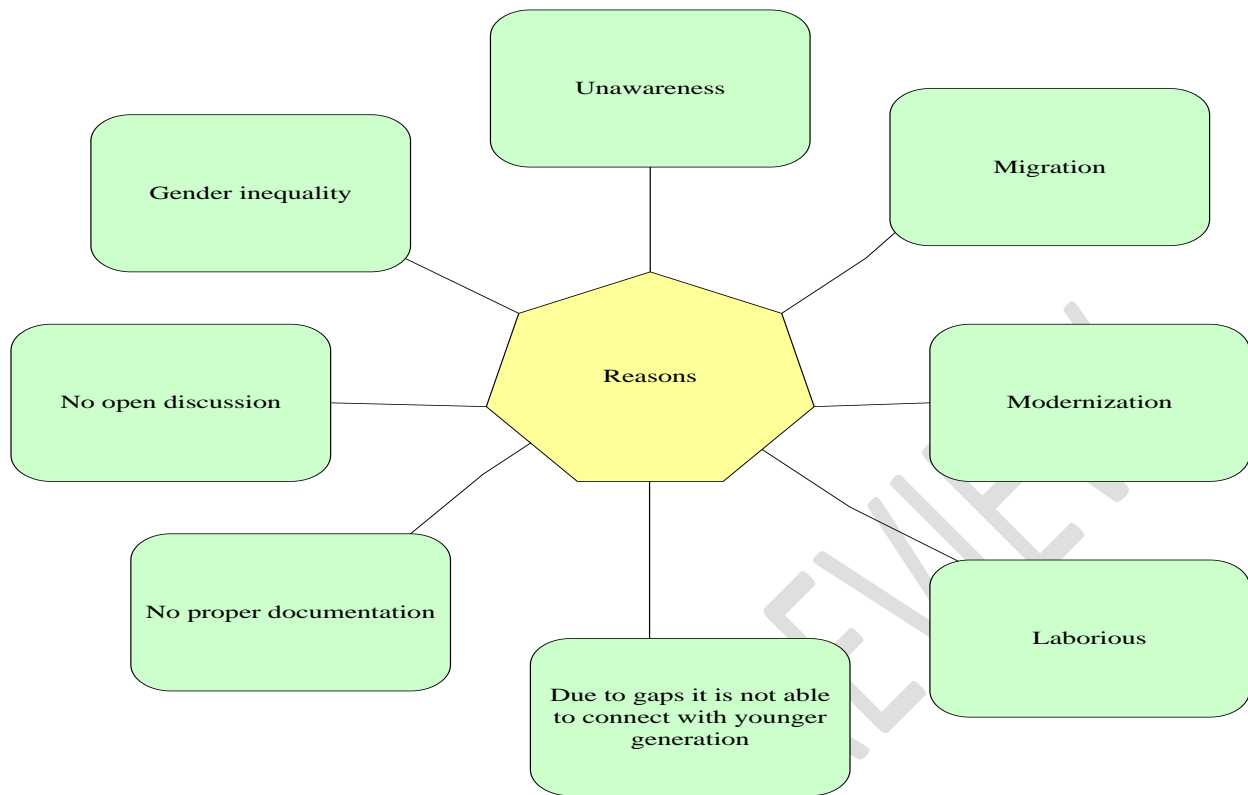 Unawareness
Migration
Gender inequality
Reasons
No open discussion
Modernization
No proper documentation
Laborious
Due to gaps it is not able
to connect with younger
generation